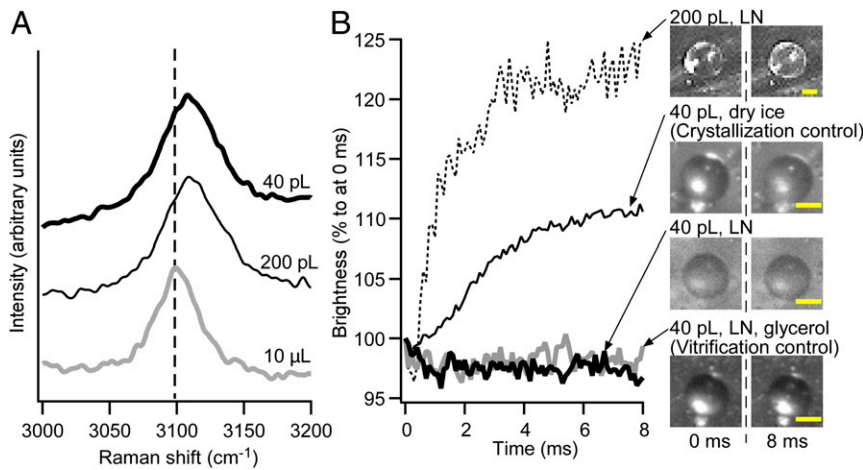 A
Intensity (arbitrary units)
40 pL
200 pL
10 µL
3000 3050 3100 3150 3200
Raman shift (cm⁻¹)
B
Brightness (% to at 0 ms)
125
120
115
110
105
100
95
0 2 4 6 8
Time (ms)
200 pL, LN
40 pL, dry ice
(Crystallization control)
40 pL, LN
40 pL, LN, glycerol
(Vitrification control)
0 ms 8 ms